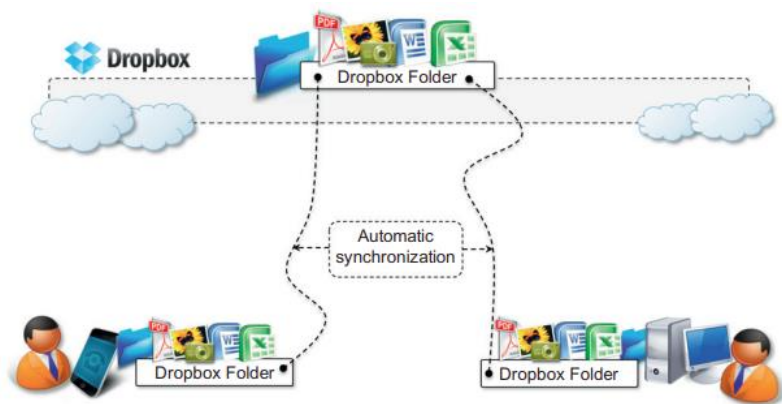 Dropbox
PDF
W
X
Dropbox Folder
Automatic
synchronization
PDF
W
X
Dropbox Folder
PDF
W
X
Dropbox Folder